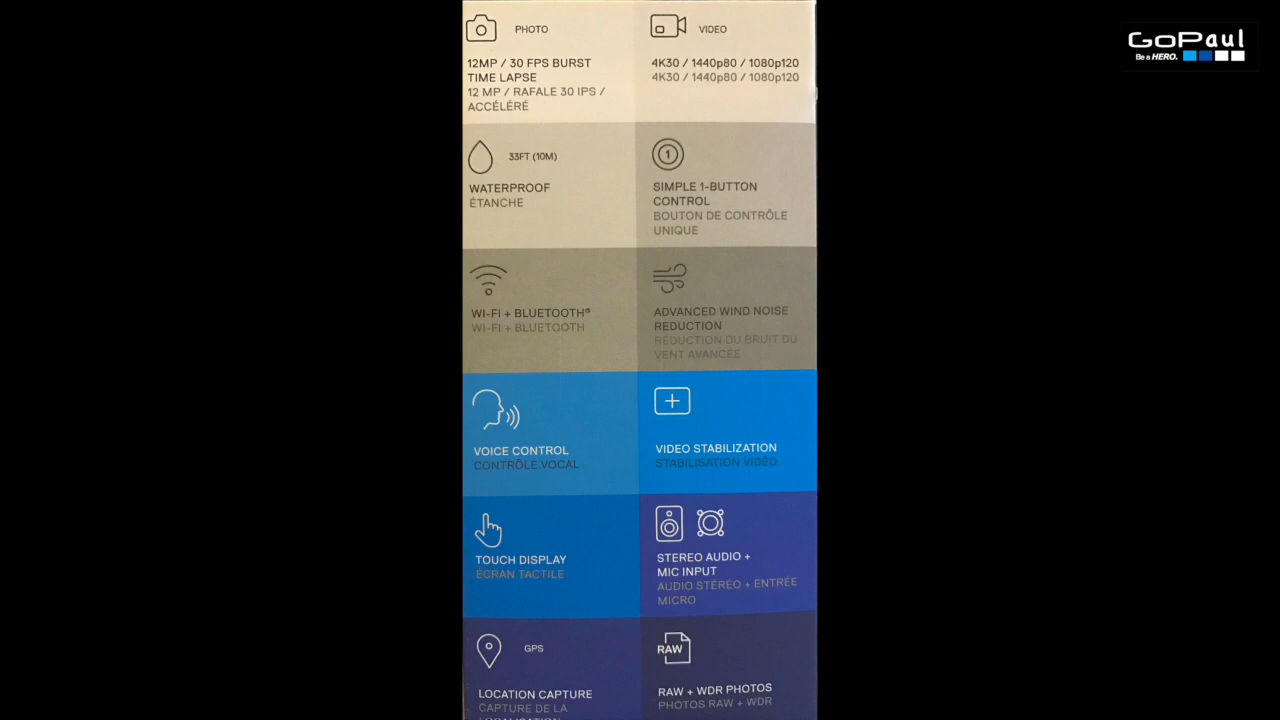 PHOTO
12MP / 30 FPS BURST
TIME LAPSE
12 MP / RAFALE 30 IPS /
ACCÉLÉRÉ
VIDEO
4K30 / 1440p80 / 1080p120
4K30 / 1440p80 / 1080p120
33FT (10M)
WATERPROOF
ÉTANCHE
1
SIMPLE 1-BUTTON
CONTROL
BOUTON DE CONTRÔLE
UNIQUE
WI-FI + BLUETOOTH®
WI-FI + BLUETOOTH
ADVANCED WIND NOISE
REDUCTION
RÉDUCTION DU BRUIT DU
VENT AVANCÉE
VOICE CONTROL
CONTRÔLE VOCAL
VIDEO STABILIZATION
STABILISATION VIDÉO
TOUCH DISPLAY
ÉCRAN TACTILE
STEREO AUDIO +
MIC INPUT
AUDIO STÉRÉO + ENTRÉE
MICRO
GPS
LOCATION CAPTURE
CAPTURE DE LA
LOCALISATION
RAW
RAW + WDR PHOTOS
PHOTOS RAW + WDR
GoPaul
Be a HERO.